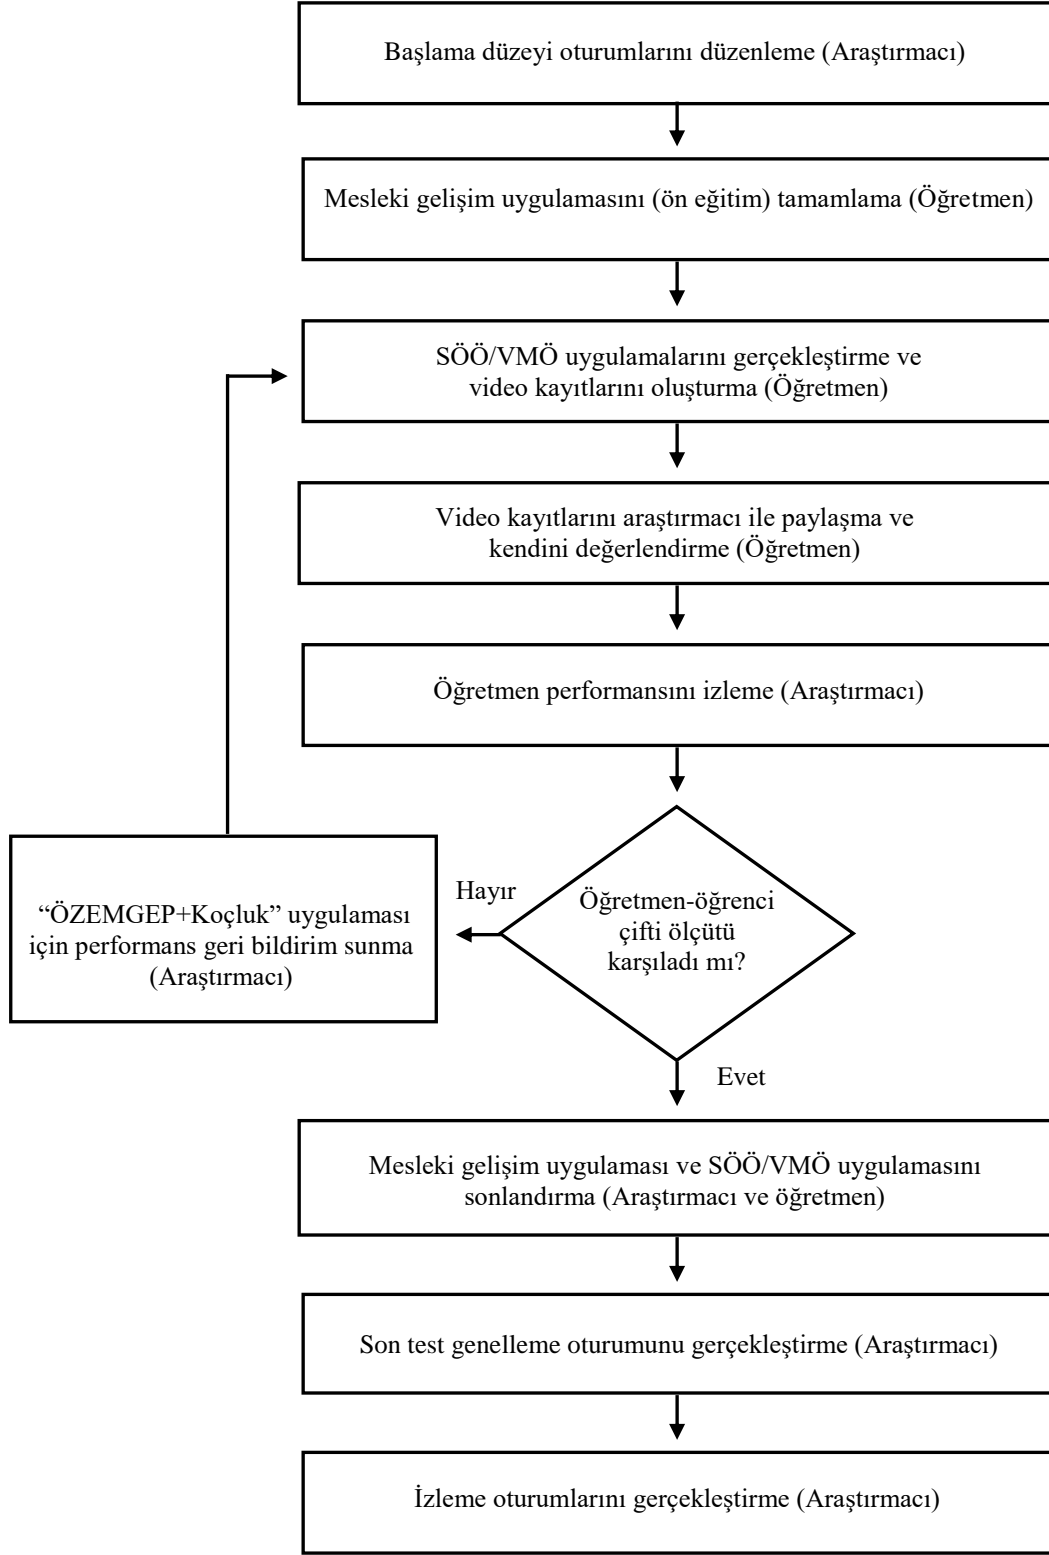 Başlama düzeyi oturumlarını düzenleme (Araştırmacı)
Mesleki gelişim uygulamasını (ön eğitim) tamamlama (Öğretmen)
SÖÖ/VMÖ uygulamalarını gerçekleştirme ve
video kayıtlarını oluşturma (Öğretmen)
Video kayıtlarını araştırmacı ile paylaşma ve
kendini değerlendirme (Öğretmen)
Öğretmen performansını izleme (Araştırmacı)
Öğretmen-öğrenci
çifti ölçütü
karşıladı mı?
Hayır
“ÖZEMGEP+Koçluk” uygulaması
için performans geri bildirim sunma
(Araştırmacı)
Evet
Mesleki gelişim uygulaması ve SÖÖ/VMÖ uygulamasını
sonlandırma (Araştırmacı ve öğretmen)
Son test genelleme oturumunu gerçekleştirme (Araştırmacı)
İzleme oturumlarını gerçekleştirme (Araştırmacı)